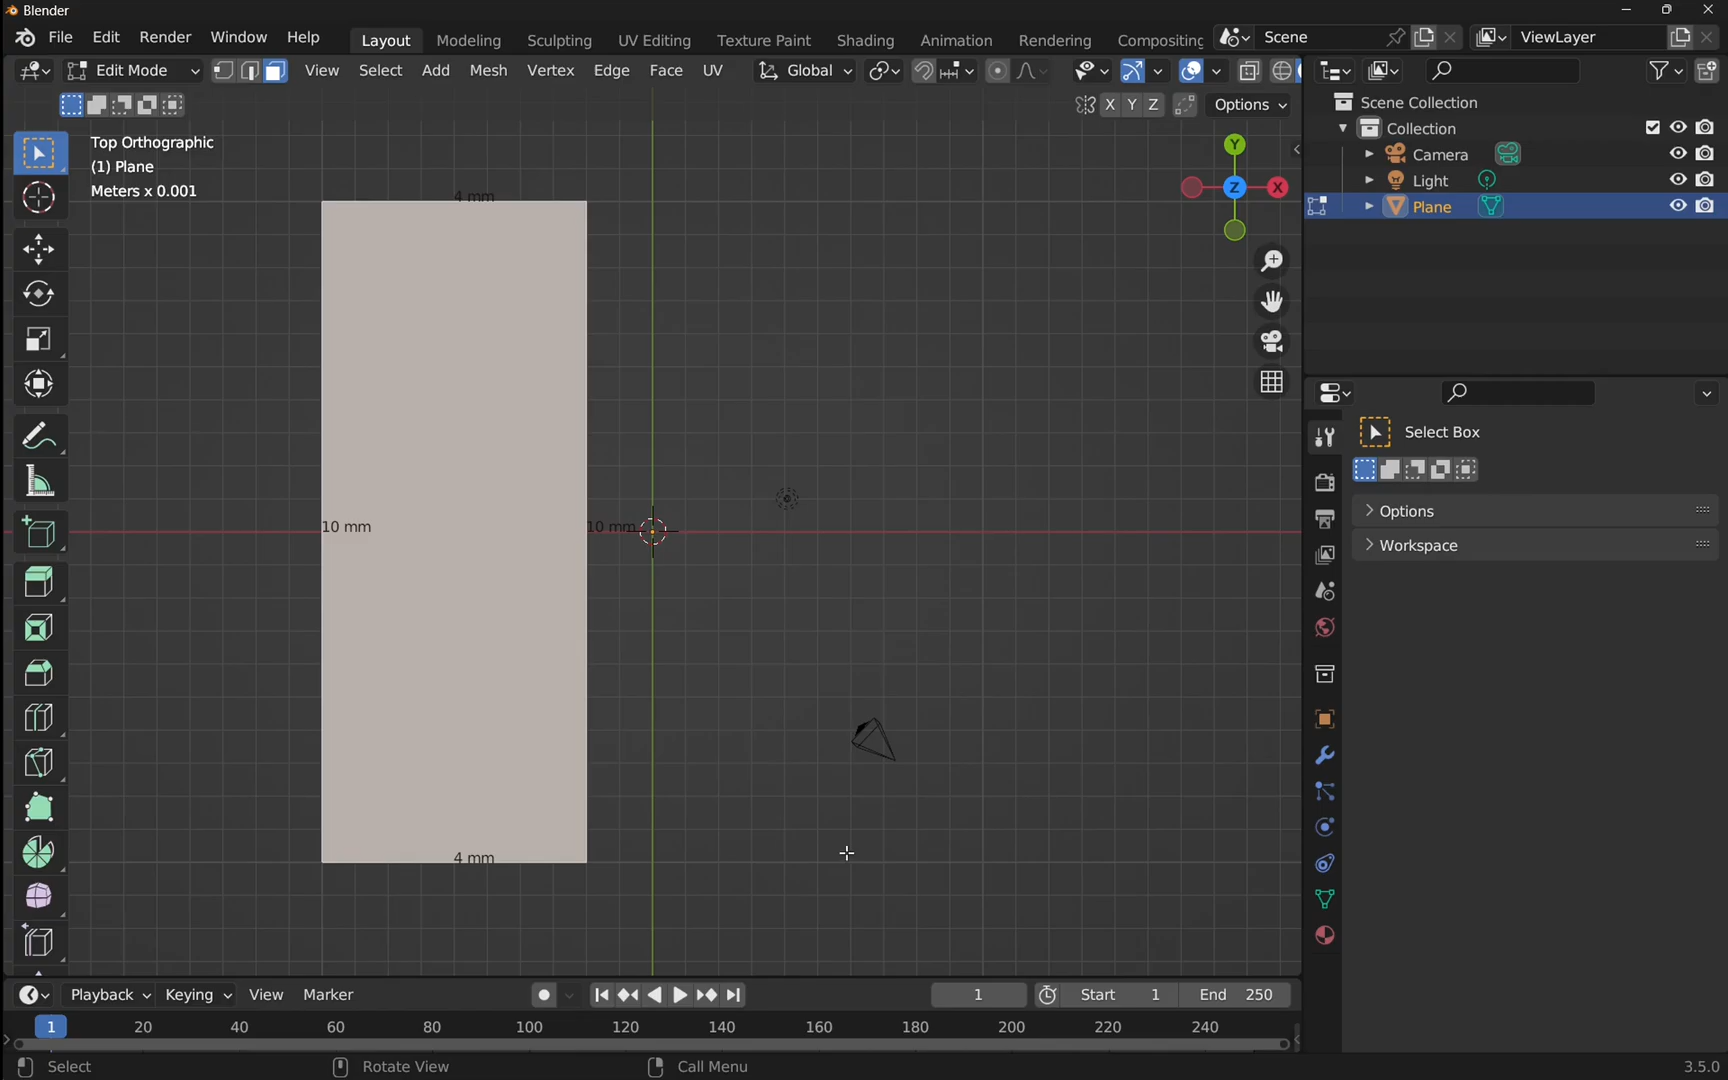 Blender
File Edit Render Window Help Layout Modeling Sculpting UV Editing Texture Paint Shading Animation Rendering Compositing Scene ViewLayer
Edit Mode View Select Add Mesh Vertex Edge Face UV Global
X Y Z Options
Top Orthographic
(1) Plane
Meters x 0.001
Y
Z X
4 mm
10 mm 10 mm
4 mm
Scene Collection
Collection
Camera
Light
Plane
Select Box
Options
Workspace
Playback Keying View Marker 1 Start 1 End 250
1 20 40 60 80 100 120 140 160 180 200 220 240
Select Rotate View Call Menu 3.5.0